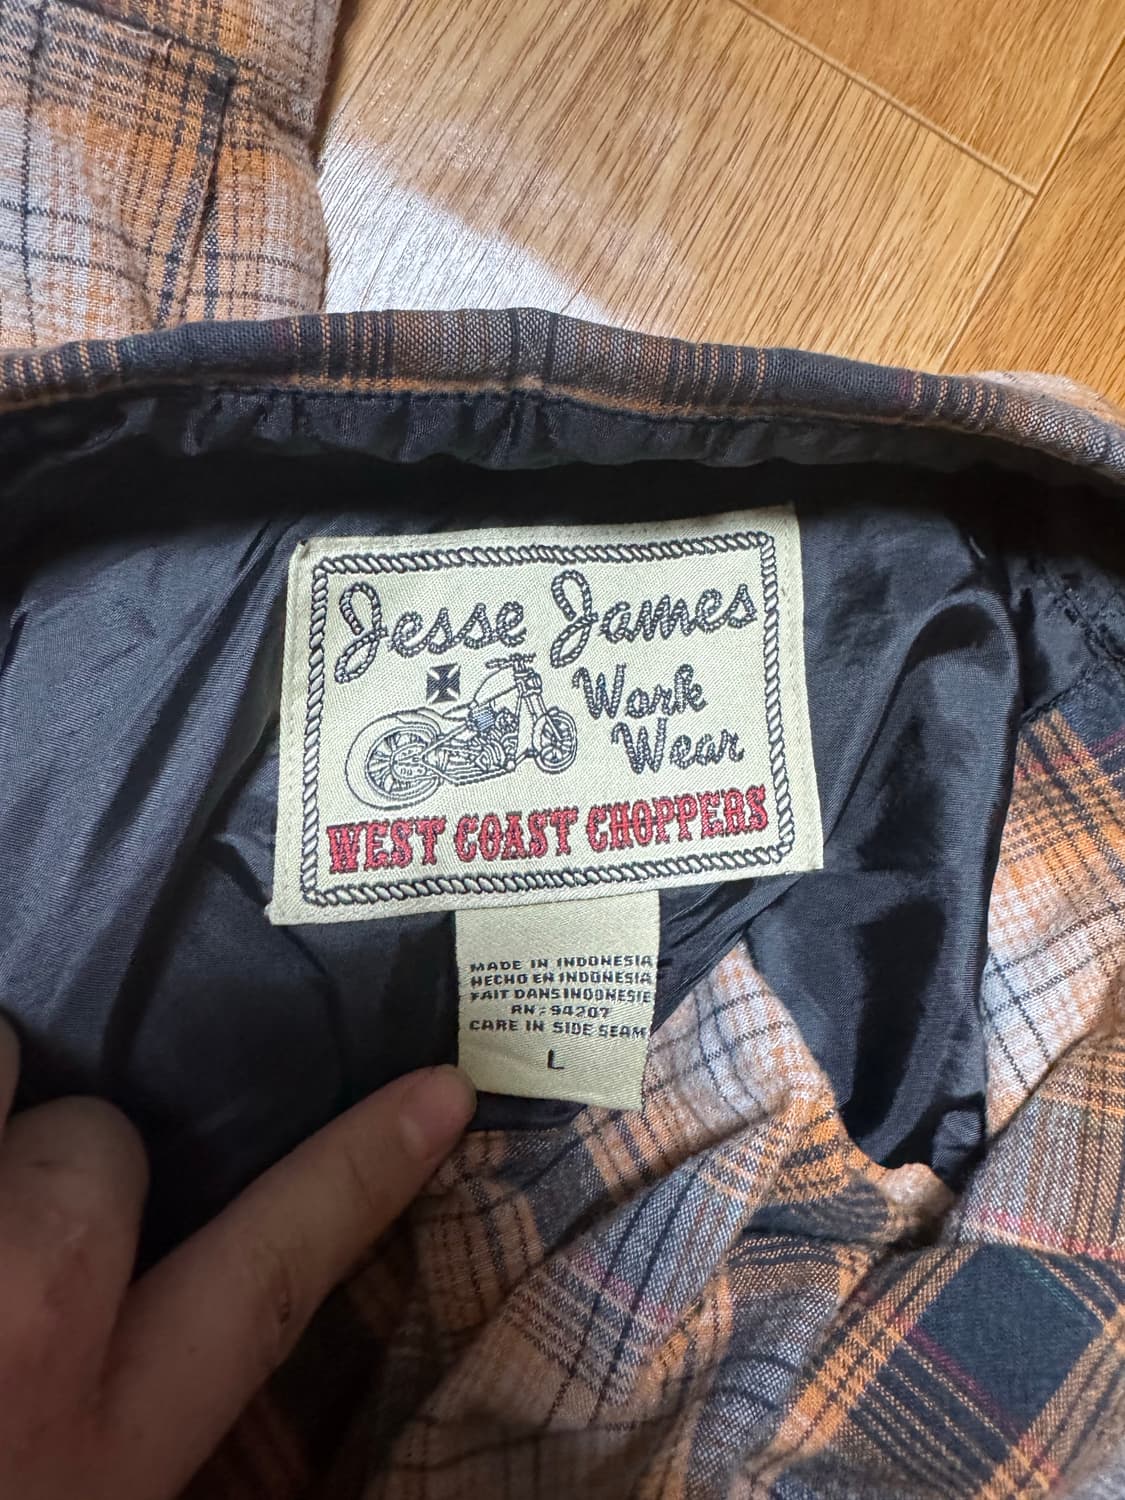 Jesse James
Work
Wear
WEST COAST CHOPPERS
MADE IN INDONESIA
HECHO EN INDONESIA
FAIT DANS INDONESIE
RN: 94207
CARE IN SIDE SEAM
L